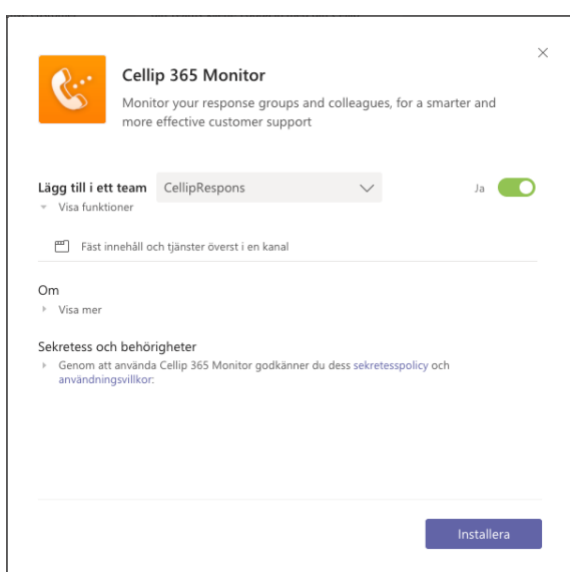 Cellip 365 Monitor
Monitor your response groups and colleagues, for a smarter and
more effective customer support
Lägg till i ett team CellipRespons Ja
Visa funktioner
Fäst innehåll och tjänster överst i en kanal
Om
Visa mer
Sekretess och behörigheter
Genom att använda Cellip 365 Monitor godkänner du dess sekretesspolicy och
användningsvillkor:
Installera